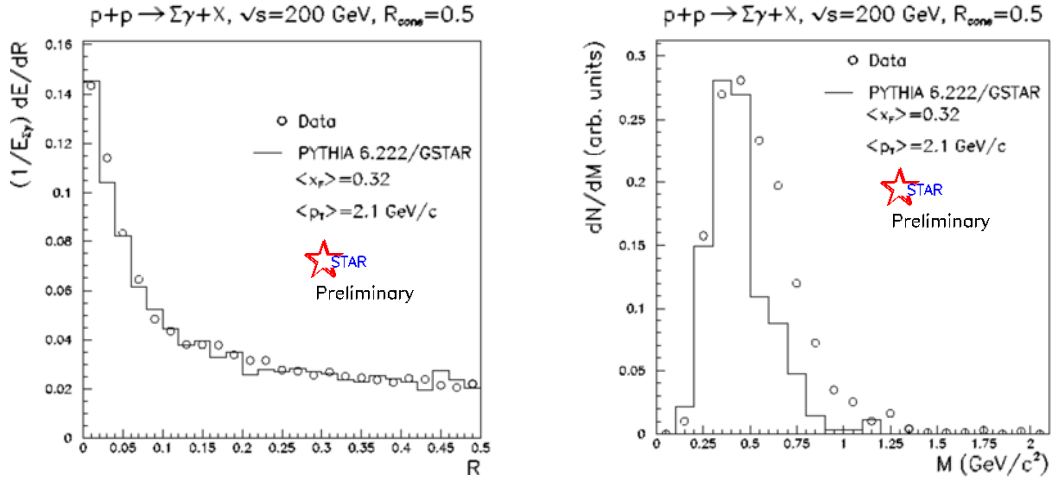 p+p → Σγ+X, √s=200 GeV, R_cone=0.5
(1/E_Σγ) dE/dR
0.16
0.14
0.12
0.1
0.08
0.06
0.04
0.02
0
Data
PYTHIA 6.222/GSTAR
<x_F>=0.32
<p_T>=2.1 GeV/c
STAR
Preliminary
0 0.05 0.1 0.15 0.2 0.25 0.3 0.35 0.4 0.45 0.5
R
p+p → Σγ+X, √s=200 GeV, R_cone=0.5
dN/dM (arb. units)
0.3
0.25
0.2
0.15
0.1
0.05
0
Data
PYTHIA 6.222/GSTAR
<x_F>=0.32
<p_T>=2.1 GeV/c
STAR
Preliminary
0 0.25 0.5 0.75 1 1.25 1.5 1.75 2
M (GeV/c²)